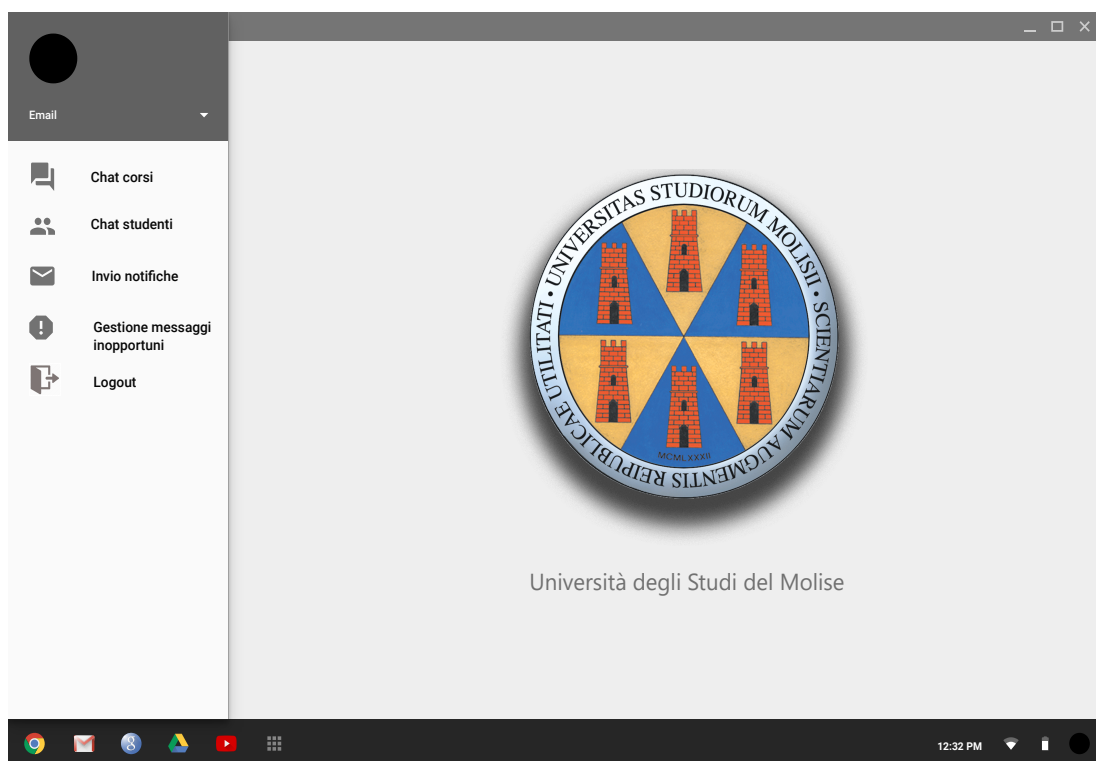 Email
Chat corsi
Chat studenti
Invio notifiche
Gestione messaggi
inopportuni
Logout
· UNIVERSITAS STUDIORUM MOLISII · SCIENTIARUM AUGMENTIS REIPUBLICAE UTILITATI
MCMLXXXII
Università degli Studi del Molise
8
12:32 PM